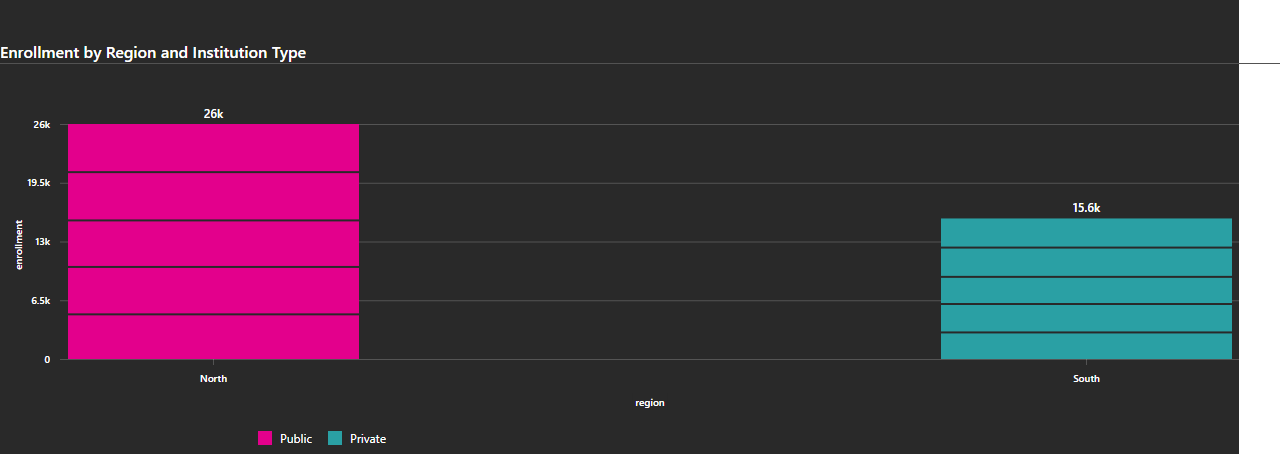 Enrollment by Region and Institution Type
26k
26k
19.5k
15.6k
13k
enrollment
6.5k
0
North
South
region
Public
Private